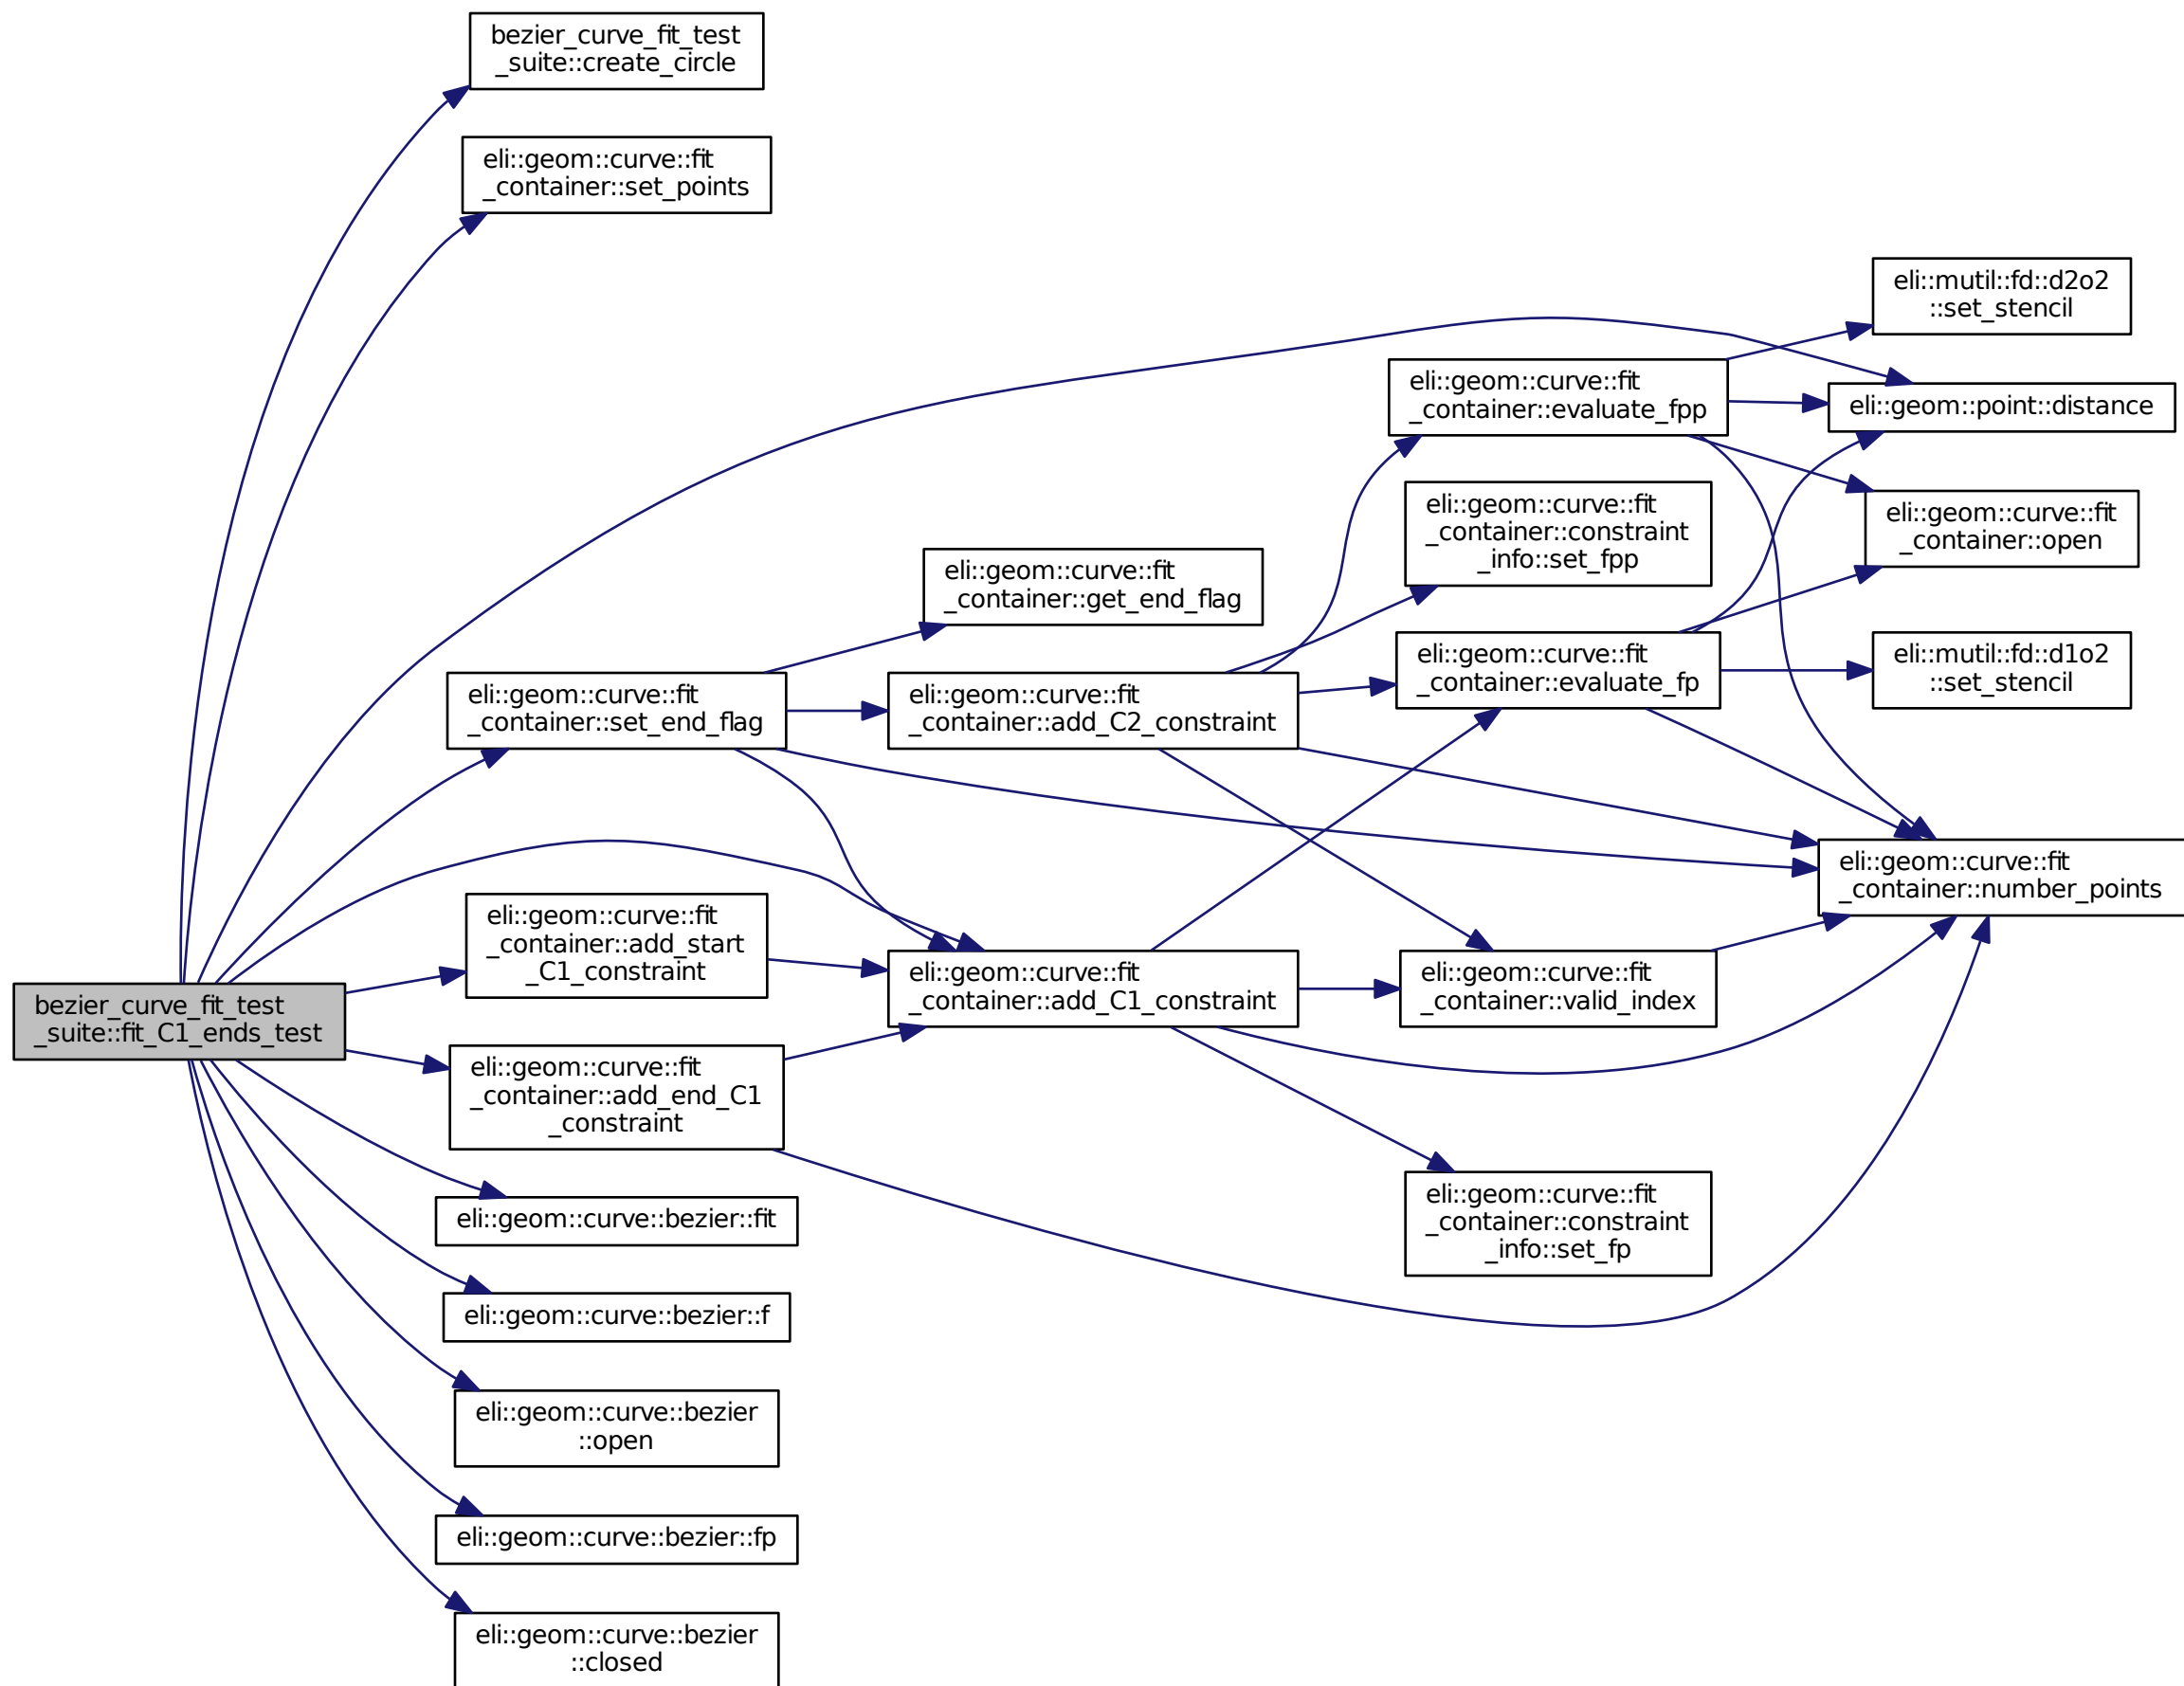 bezier_curve_fit_test
_suite::create_circle
eli::geom::curve::fit
_container::set_points
eli::mutil::fd::d2o2
::set_stencil
eli::geom::curve::fit
_container::evaluate_fpp
eli::geom::point::distance
eli::geom::curve::fit
_container::constraint
_info::set_fpp
eli::geom::curve::fit
_container::open
eli::geom::curve::fit
_container::get_end_flag
eli::geom::curve::fit
_container::evaluate_fp
eli::mutil::fd::d1o2
::set_stencil
eli::geom::curve::fit
_container::set_end_flag
eli::geom::curve::fit
_container::add_C2_constraint
eli::geom::curve::fit
_container::number_points
eli::geom::curve::fit
_container::add_start
_C1_constraint
eli::geom::curve::fit
_container::add_C1_constraint
eli::geom::curve::fit
_container::valid_index
bezier_curve_fit_test
_suite::fit_C1_ends_test
eli::geom::curve::fit
_container::add_end_C1
_constraint
eli::geom::curve::bezier::fit
eli::geom::curve::fit
_container::constraint
_info::set_fp
eli::geom::curve::bezier::f
eli::geom::curve::bezier
::open
eli::geom::curve::bezier::fp
eli::geom::curve::bezier
::closed